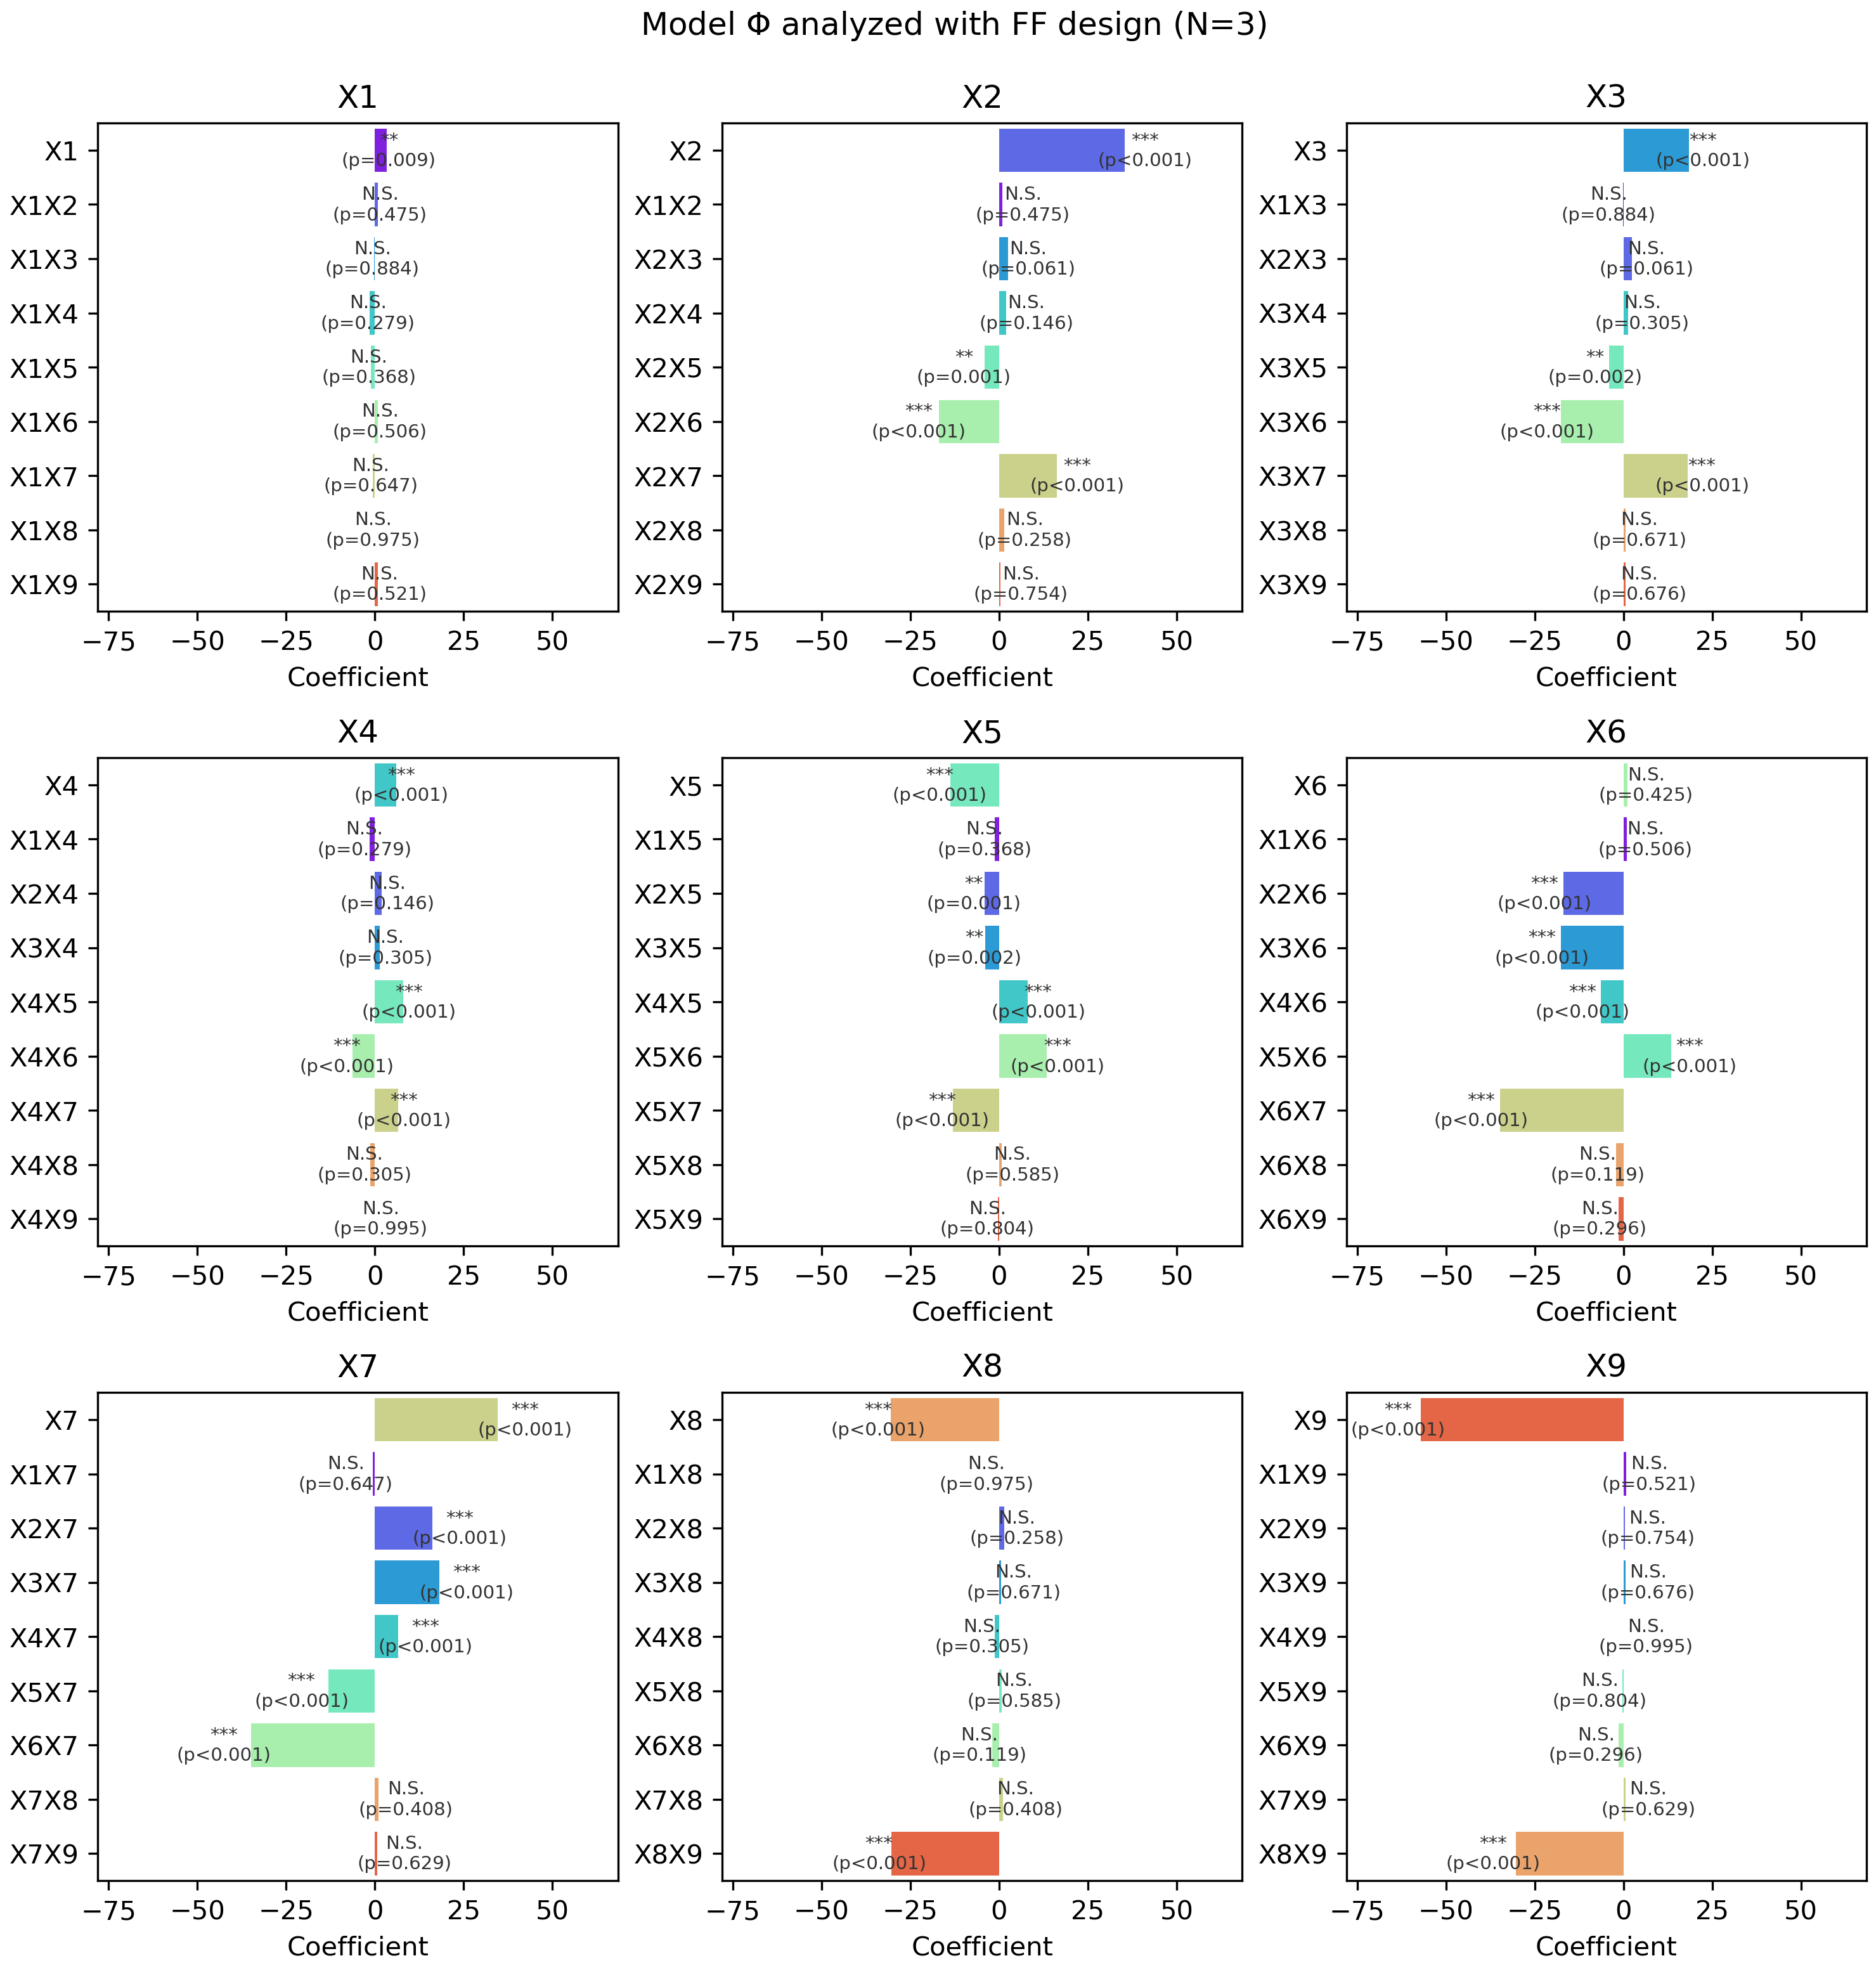 Model Φ analyzed with FF design (N=3)
X1
X1
**
(p=0.009)
X1X2
N.S.
(p=0.475)
X1X3
N.S.
(p=0.884)
X1X4
N.S.
(p=0.279)
X1X5
N.S.
(p=0.368)
X1X6
N.S.
(p=0.506)
X1X7
N.S.
(p=0.647)
X1X8
N.S.
(p=0.975)
X1X9
N.S.
(p=0.521)
−75 −50 −25 0 25 50
Coefficient
X2
X2
***
(p<0.001)
X1X2
N.S.
(p=0.475)
X2X3
N.S.
(p=0.061)
X2X4
N.S.
(p=0.146)
X2X5
**
(p=0.001)
X2X6
***
(p<0.001)
X2X7
***
(p<0.001)
X2X8
N.S.
(p=0.258)
X2X9
N.S.
(p=0.754)
−75 −50 −25 0 25 50
Coefficient
X3
X3
***
(p<0.001)
X1X3
N.S.
(p=0.884)
X2X3
N.S.
(p=0.061)
X3X4
N.S.
(p=0.305)
X3X5
**
(p=0.002)
X3X6
***
(p<0.001)
X3X7
***
(p<0.001)
X3X8
N.S.
(p=0.671)
X3X9
N.S.
(p=0.676)
−75 −50 −25 0 25 50
Coefficient
X4
X4
***
(p<0.001)
X1X4
N.S.
(p=0.279)
X2X4
N.S.
(p=0.146)
X3X4
N.S.
(p=0.305)
X4X5
***
(p<0.001)
X4X6
***
(p<0.001)
X4X7
***
(p<0.001)
X4X8
N.S.
(p=0.305)
X4X9
N.S.
(p=0.995)
−75 −50 −25 0 25 50
Coefficient
X5
X5
***
(p<0.001)
X1X5
N.S.
(p=0.368)
X2X5
**
(p=0.001)
X3X5
**
(p=0.002)
X4X5
***
(p<0.001)
X5X6
***
(p<0.001)
X5X7
***
(p<0.001)
X5X8
N.S.
(p=0.585)
X5X9
N.S.
(p=0.804)
−75 −50 −25 0 25 50
Coefficient
X6
X6
N.S.
(p=0.425)
X1X6
N.S.
(p=0.506)
X2X6
***
(p<0.001)
X3X6
***
(p<0.001)
X4X6
***
(p<0.001)
X5X6
***
(p<0.001)
X6X7
***
(p<0.001)
X6X8
N.S.
(p=0.119)
X6X9
N.S.
(p=0.296)
−75 −50 −25 0 25 50
Coefficient
X7
X7
***
(p<0.001)
X1X7
N.S.
(p=0.647)
X2X7
***
(p<0.001)
X3X7
***
(p<0.001)
X4X7
***
(p<0.001)
X5X7
***
(p<0.001)
X6X7
***
(p<0.001)
X7X8
N.S.
(p=0.408)
X7X9
N.S.
(p=0.629)
−75 −50 −25 0 25 50
Coefficient
X8
X8
***
(p<0.001)
X1X8
N.S.
(p=0.975)
X2X8
N.S.
(p=0.258)
X3X8
N.S.
(p=0.671)
X4X8
N.S.
(p=0.305)
X5X8
N.S.
(p=0.585)
X6X8
N.S.
(p=0.119)
X7X8
N.S.
(p=0.408)
X8X9
***
(p<0.001)
−75 −50 −25 0 25 50
Coefficient
X9
X9
***
(p<0.001)
X1X9
N.S.
(p=0.521)
X2X9
N.S.
(p=0.754)
X3X9
N.S.
(p=0.676)
X4X9
N.S.
(p=0.995)
X5X9
N.S.
(p=0.804)
X6X9
N.S.
(p=0.296)
X7X9
N.S.
(p=0.629)
X8X9
***
(p<0.001)
−75 −50 −25 0 25 50
Coefficient